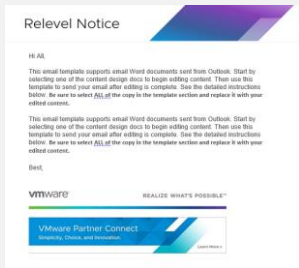 Relevel Notice
Hi All,
This email template supports email Word documents sent from Outlook. Start by
selecting one of the content design docs to begin editing content. Then use this
template to send your email after editing is complete. See the detailed instructions
below. Be sure to select ALL of the copy in the template section and replace it with your
edited content.
This email template supports email Word documents sent from Outlook. Start by
selecting one of the content design docs to begin editing content. Then use this
template to send your email after editing is complete. See the detailed instructions
below. Be sure to select ALL of the copy in the template section and replace it with your
edited content.
Best,
vmware® REALIZE WHAT'S POSSIBLE™
VMware Partner Connect
Simplicity, Choice, and Innovation.
Learn More >